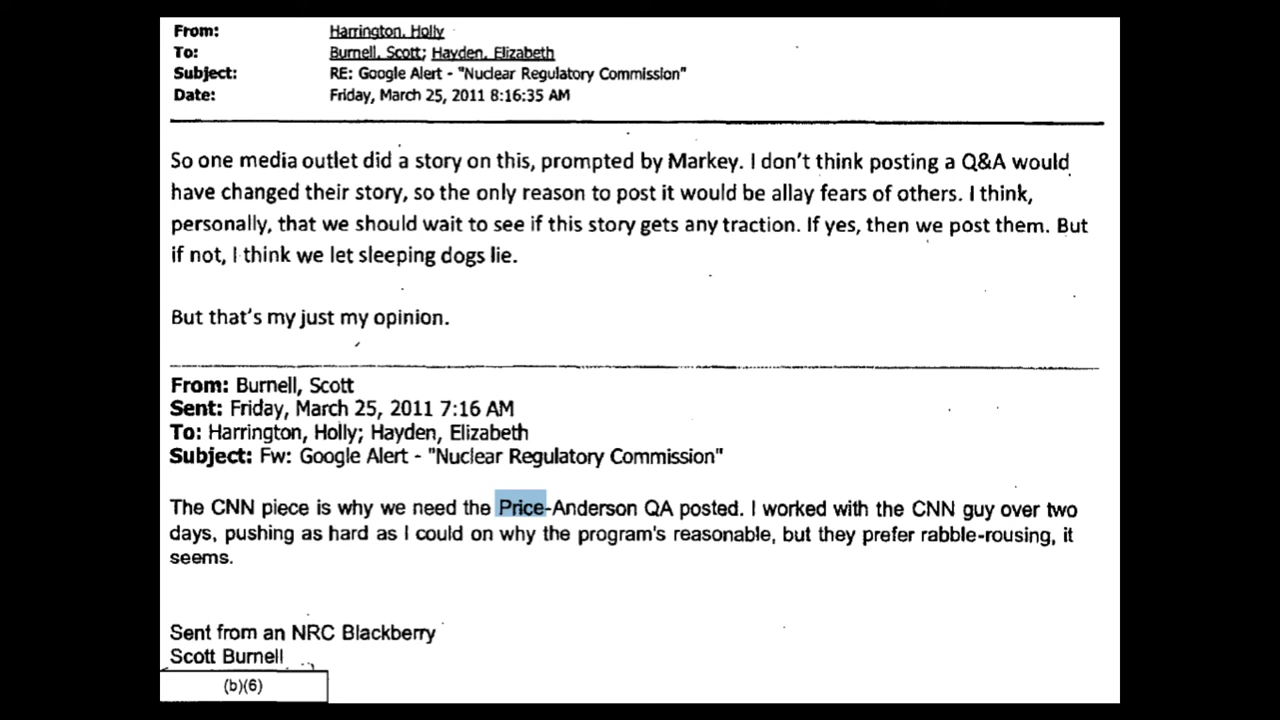 From: Harrington, Holly
To: Burnell, Scott; Hayden, Elizabeth
Subject: RE: Google Alert - "Nuclear Regulatory Commission"
Date: Friday, March 25, 2011 8:16:35 AM
So one media outlet did a story on this, prompted by Markey. I don't think posting a Q&A would
have changed their story, so the only reason to post it would be allay fears of others. I think,
personally, that we should wait to see if this story gets any traction. If yes, then we post them. But
if not, I think we let sleeping dogs lie.
But that's my just my opinion.
From: Burnell, Scott
Sent: Friday, March 25, 2011 7:16 AM
To: Harrington, Holly; Hayden, Elizabeth
Subject: Fw: Google Alert - "Nuclear Regulatory Commission"
The CNN piece is why we need the Price-Anderson QA posted. I worked with the CNN guy over two
days, pushing as hard as I could on why the program's reasonable, but they prefer rabble-rousing, it
seems.
Sent from an NRC Blackberry
Scott Burnell
(b)(6)